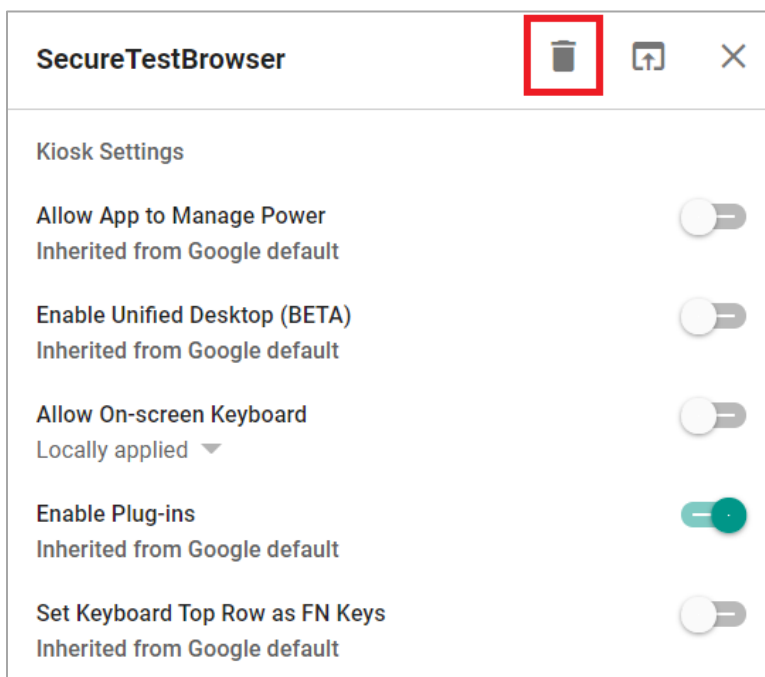 SecureTestBrowser
Kiosk Settings
Allow App to Manage Power
Inherited from Google default
Enable Unified Desktop (BETA)
Inherited from Google default
Allow On-screen Keyboard
Locally applied
Enable Plug-ins
Inherited from Google default
Set Keyboard Top Row as FN Keys
Inherited from Google default